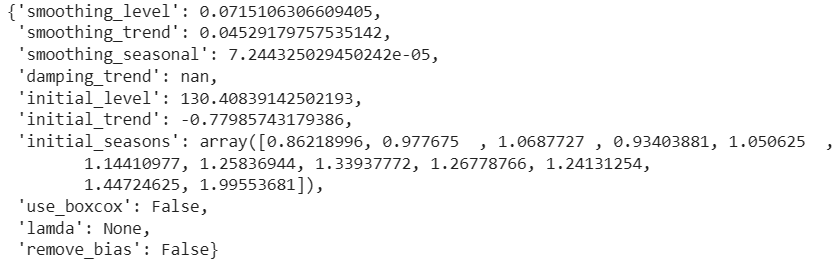 {'smoothing_level': 0.0715106306609405,
 'smoothing_trend': 0.04529179757535142,
 'smoothing_seasonal': 7.244325029450242e-05,
 'damping_trend': nan,
 'initial_level': 130.40839142502193,
 'initial_trend': -0.77985743179386,
 'initial_seasons': array([0.86218996, 0.977675  , 1.0687727 , 0.93403881, 1.050625  ,
        1.14410977, 1.25836944, 1.33937772, 1.26778766, 1.24131254,
        1.44724625, 1.99553681]),
 'use_boxcox': False,
 'lamda': None,
 'remove_bias': False}